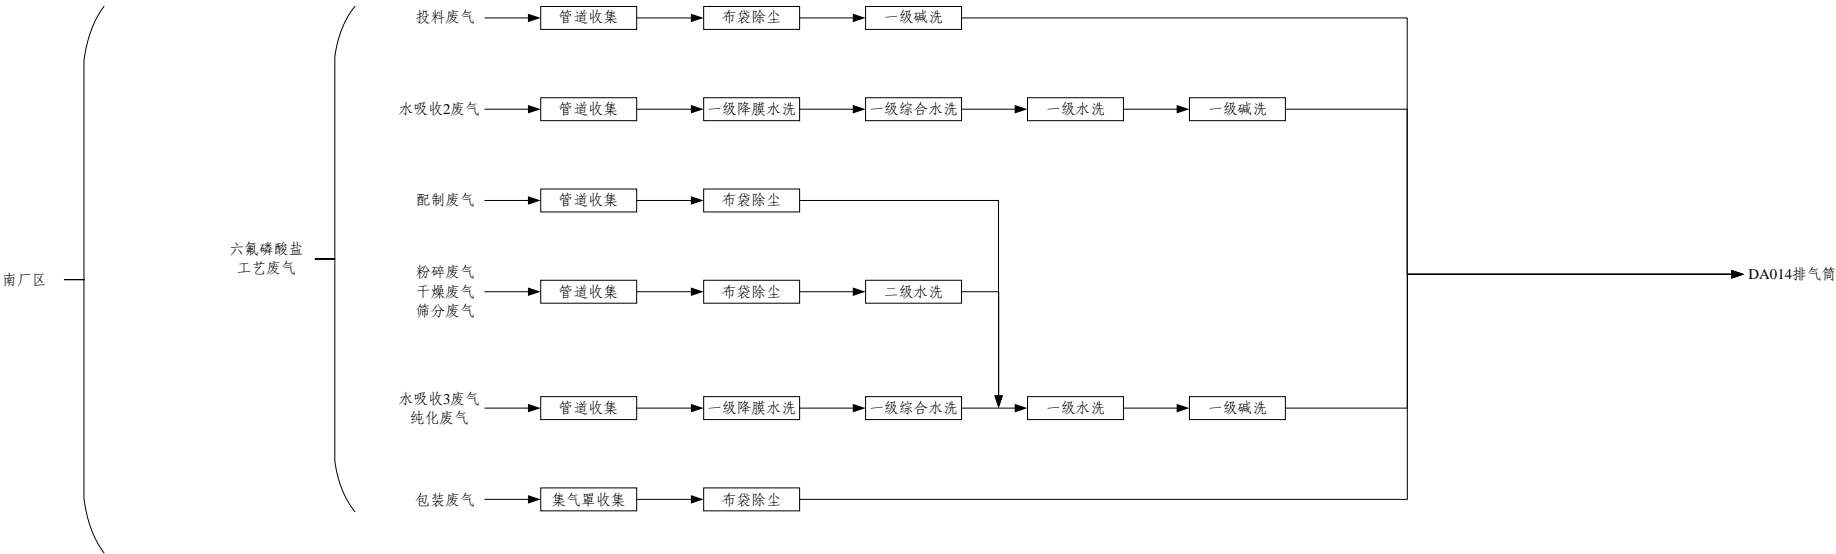 投料废气
管道收集
布袋除尘
一级碱洗
水吸收2废气
管道收集
一级降膜水洗
一级综合水洗
一级水洗
一级碱洗
配制废气
管道收集
布袋除尘
南厂区
六氟磷酸盐
工艺废气
粉碎废气
干燥废气
筛分废气
管道收集
布袋除尘
二级水洗
DA014排气筒
水吸收3废气
纯化废气
管道收集
一级降膜水洗
一级综合水洗
一级水洗
一级碱洗
包装废气
集气罩收集
布袋除尘